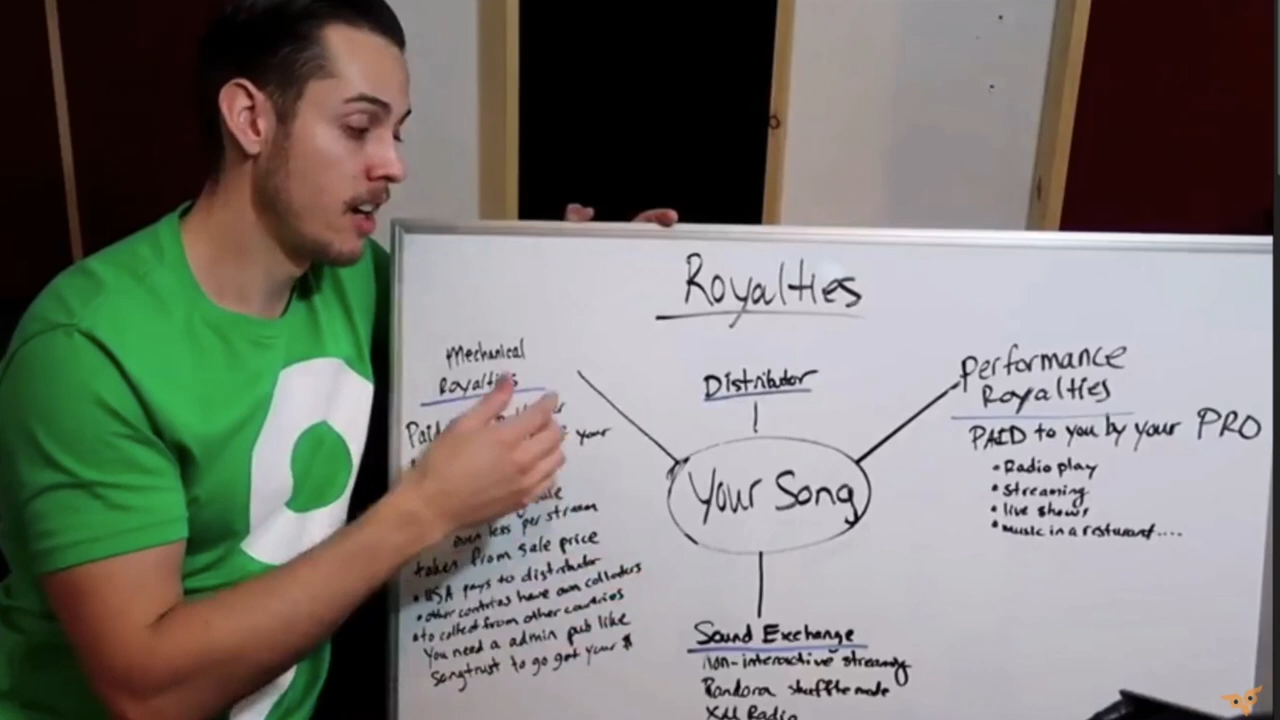 Royalties
Mechanical
Royalties
Paid
your
even less per stream
taken from sale price
• USA pays to distributor
• other contries have own collectors
• to collect from other countries
You need a admin pub like
songtrust to go get your $
Distributor
Your Song
Sound Exchange
Non-interactive streaming
Pandora shuffle mode
XM Radio
Performance
Royalties
PAID to you by your PRO
• Radio play
• Streaming
• live shows
• music in a resturant....